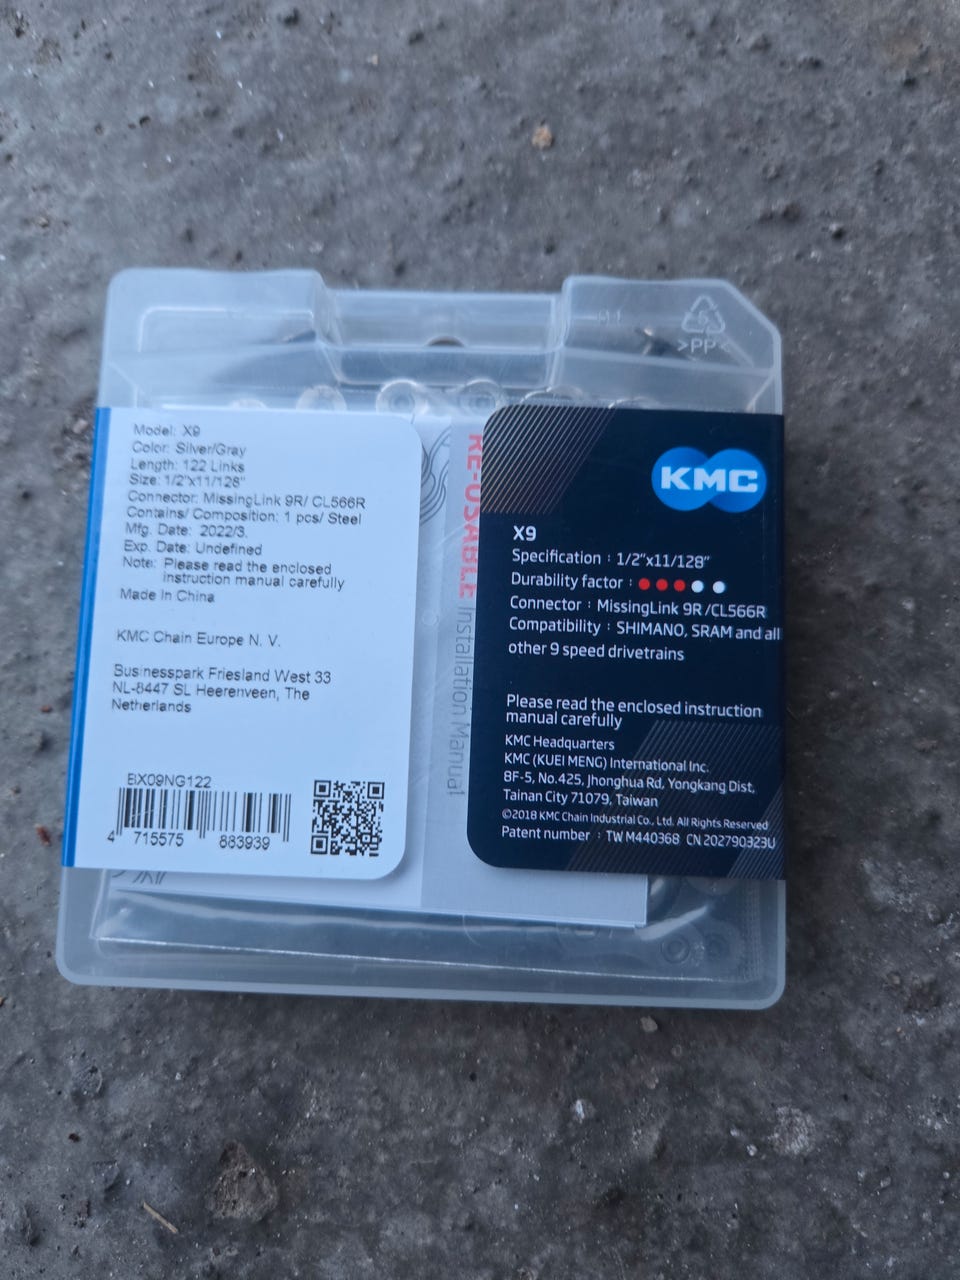 >PP<
Model: X9
Color: Silver/Gray
Length: 122 Links
Size: 1/2"x11/128"
Connector: MissingLink 9R/ CL566R
Contains/ Composition: 1 pcs/ Steel
Mfg. Date: 2022/3.
Exp. Date: Undefined
Note: Please read the enclosed
instruction manual carefully
Made In China
KMC Chain Europe N. V.
Businesspark Friesland West 33
NL-8447 SL Heerenveen, The
Netherlands
BX09NG122
4 715575 883939
RE-USABLE
Installation Manual
KMC
X9
Specification : 1/2"x11/128"
Durability factor :
Connector : MissingLink 9R /CL566R
Compatibility : SHIMANO, SRAM and all
other 9 speed drivetrains
Please read the enclosed instruction
manual carefully
KMC Headquarters
KMC (KUEI MENG) International Inc.
8F-5, No.425, Jhonghua Rd, Yongkang Dist,
Tainan City 71079, Taiwan
©2018 KMC Chain Industrial Co., Ltd. All Rights Reserved
Patent number : TW M440368 CN 202790323U